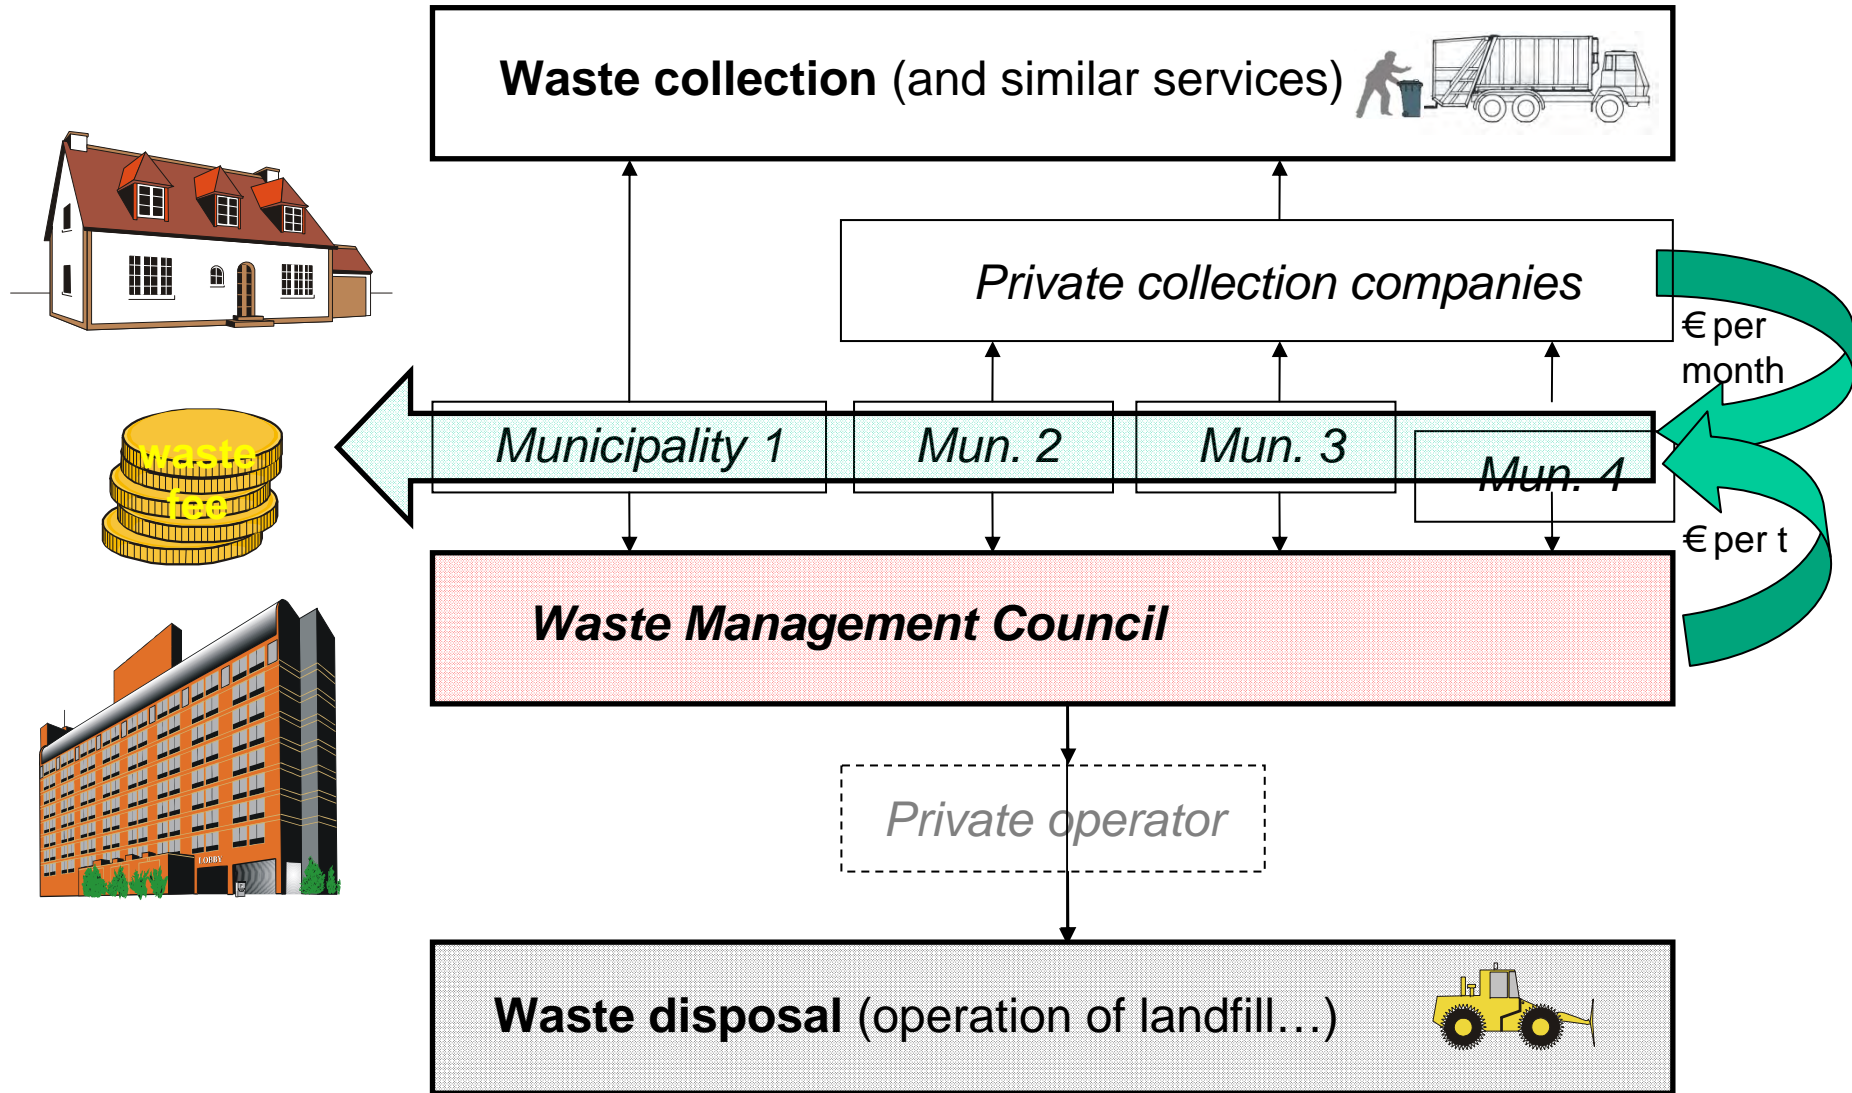 Waste collection (and similar services)
Private collection companies
€ per
month
Municipality 1
Mun. 2
Mun. 3
Mun. 4
waste
fee
€ per t
Waste Management Council
LOBBY
Private operator
Waste disposal (operation of landfill…)